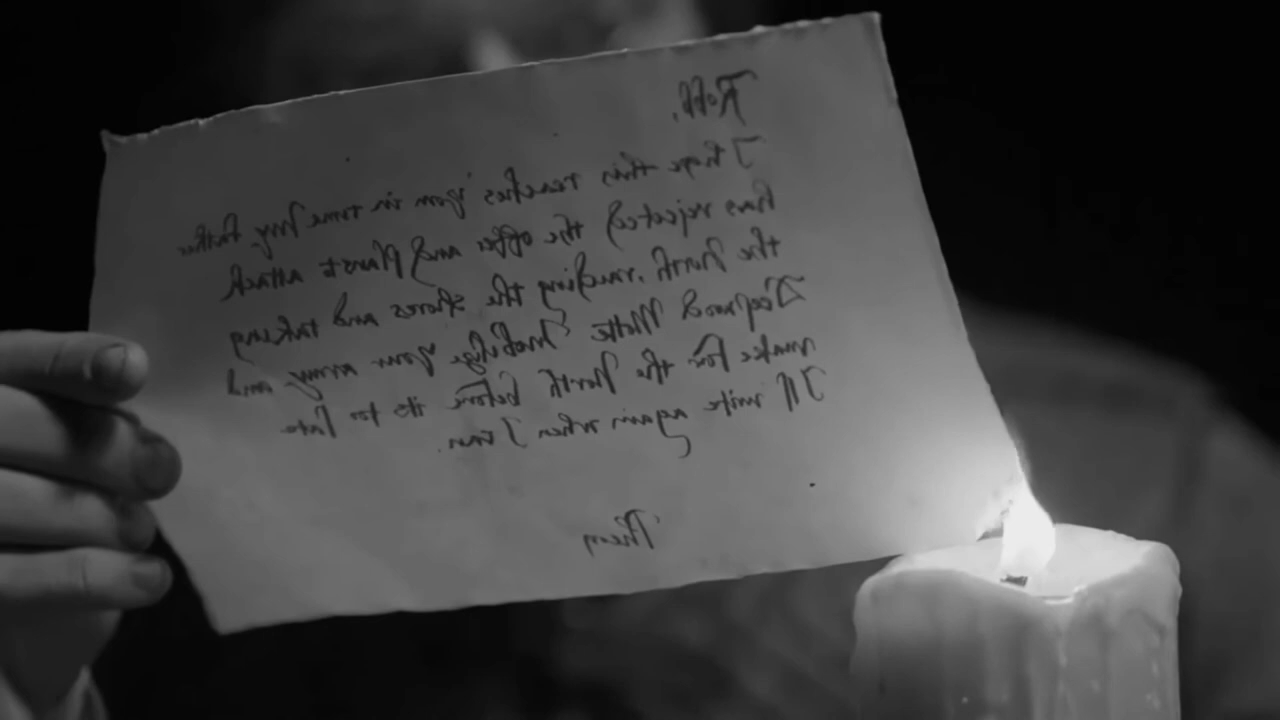 Robb,
I hope this reaches you in time My father
has rejected the offer and plans t attack
the North, raiding the shores and taking
Deepwood Motte Mobilize your army and
make for the North before its too late
I'll write again when I can.
Theon